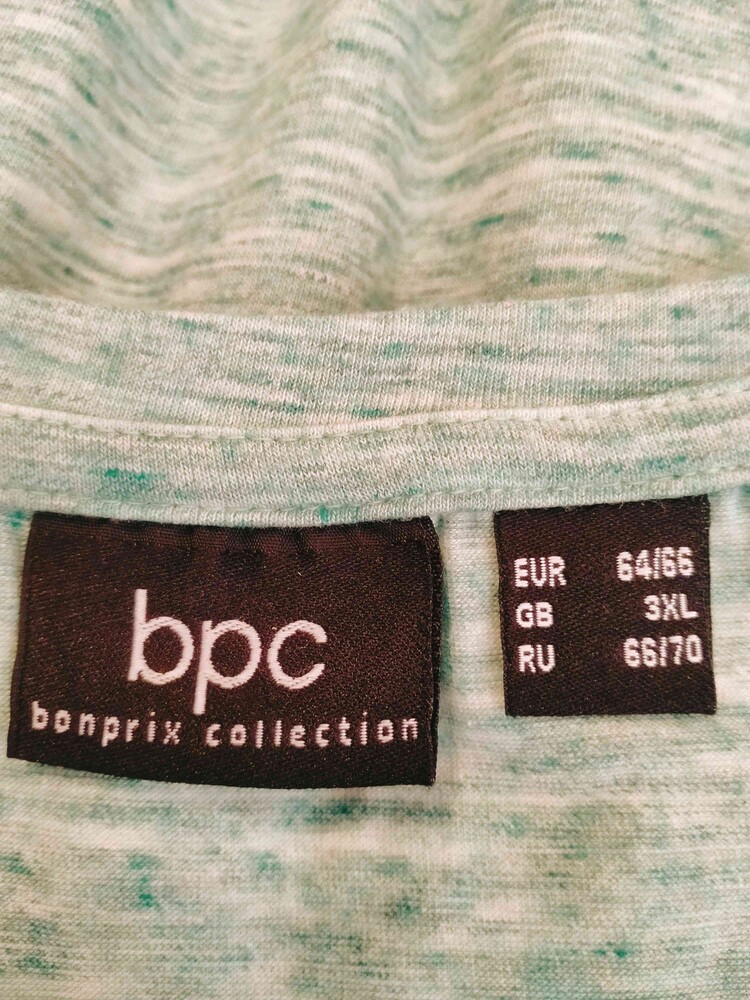 bpc
bonprix collection
EUR 64/66
GB 3XL
RU 66/70